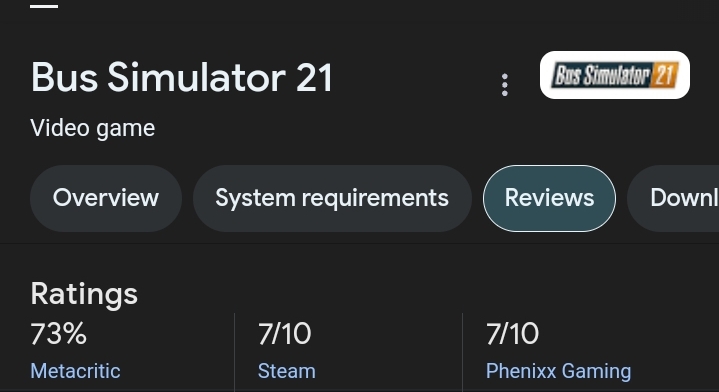 Bus Simulator 21
Bus Simulator 21
Video game
Overview System requirements Reviews Downl
Ratings
73% 7/10 7/10
Metacritic Steam Phenixx Gaming